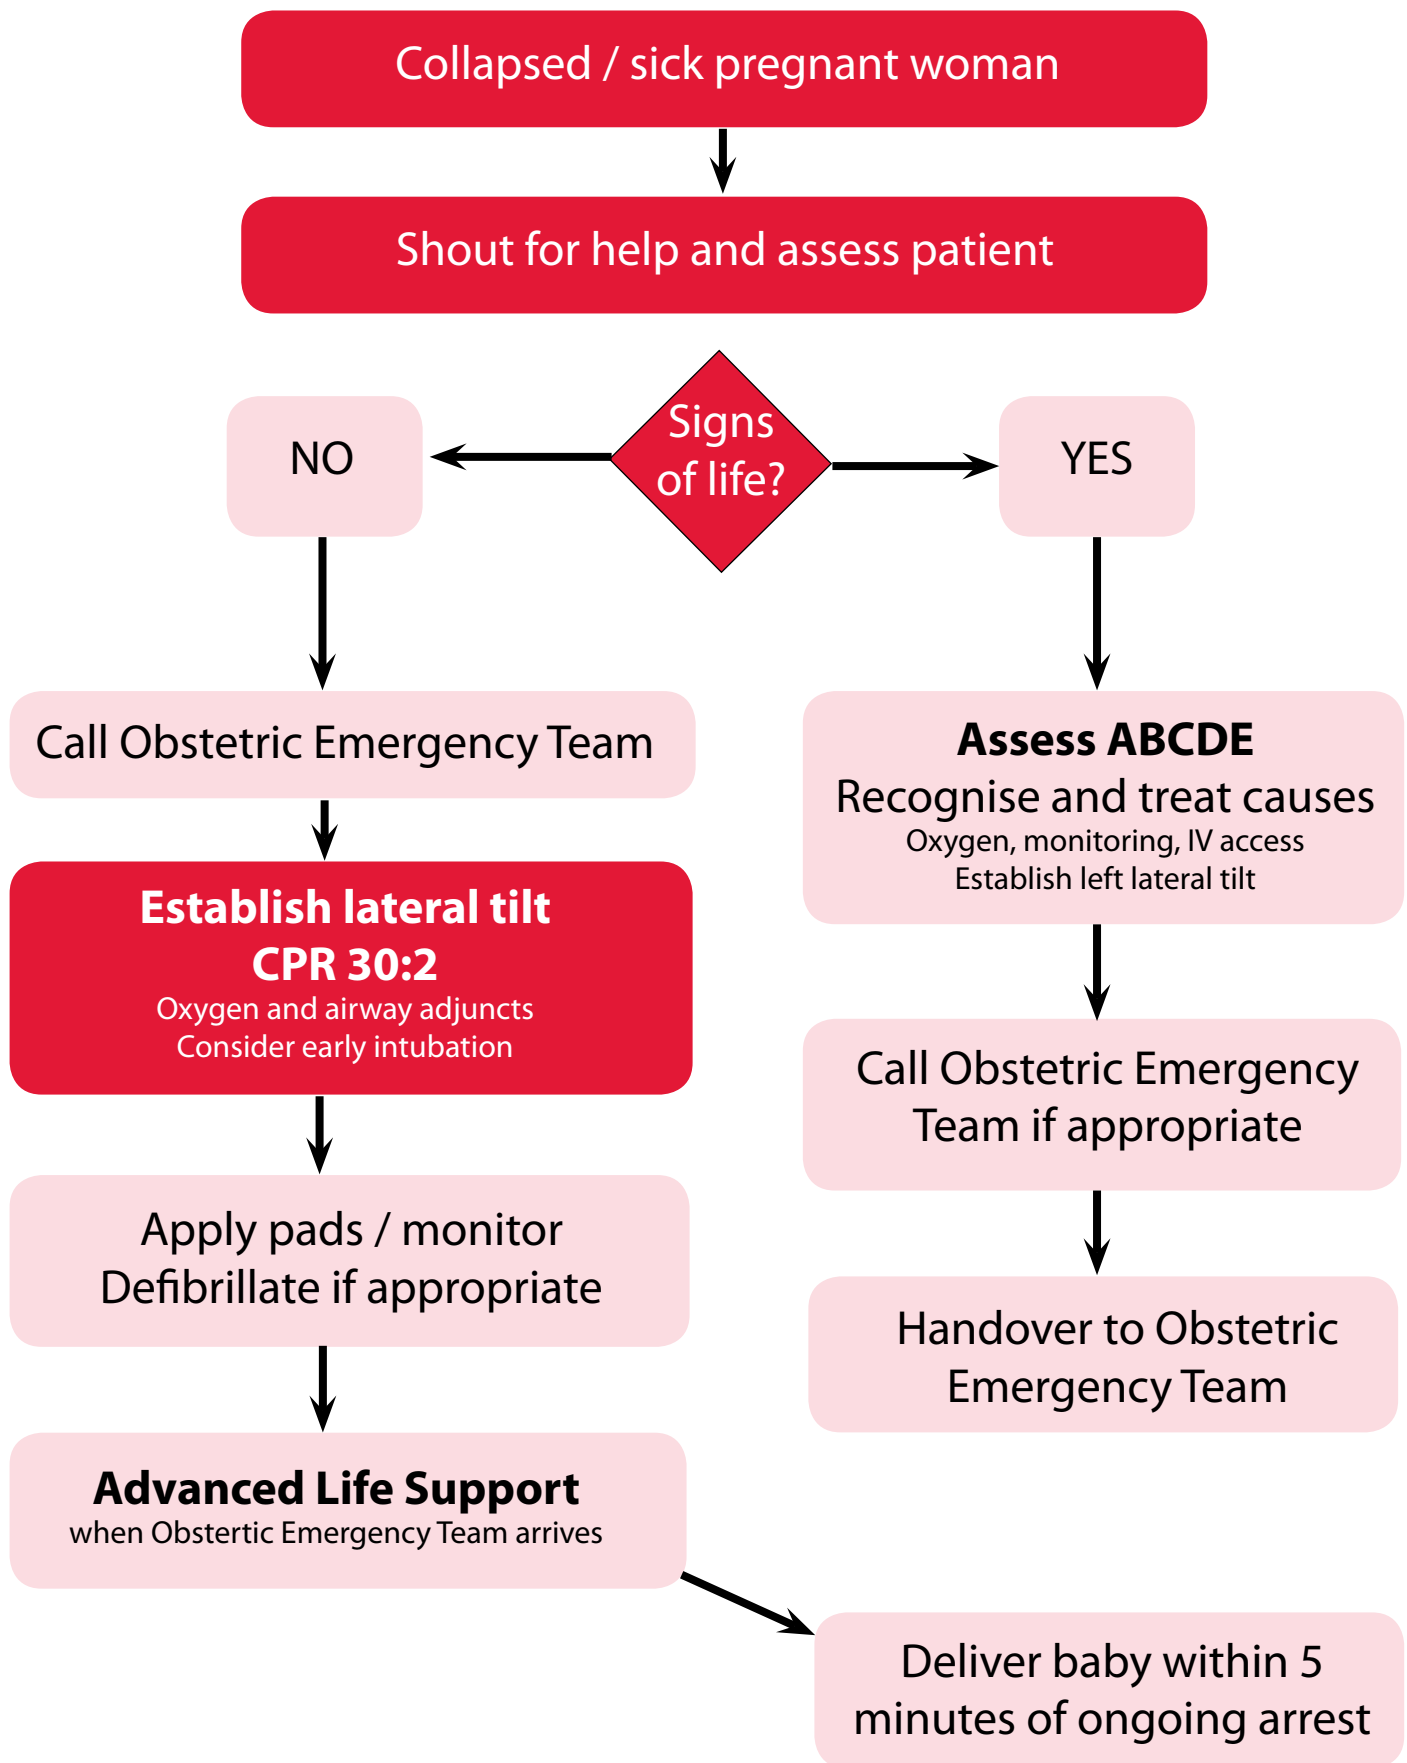 Collapsed / sick pregnant woman
Shout for help and assess patient
Signs
of life?
NO
YES
Call Obstetric Emergency Team
Establish lateral tilt
CPR 30:2
Oxygen and airway adjuncts
Consider early intubation
Apply pads / monitor
Defibrillate if appropriate
Advanced Life Support
when Obstertic Emergency Team arrives
Assess ABCDE
Recognise and treat causes
Oxygen, monitoring, IV access
Establish left lateral tilt
Call Obstetric Emergency
Team if appropriate
Handover to Obstetric
Emergency Team
Deliver baby within 5
minutes of ongoing arrest